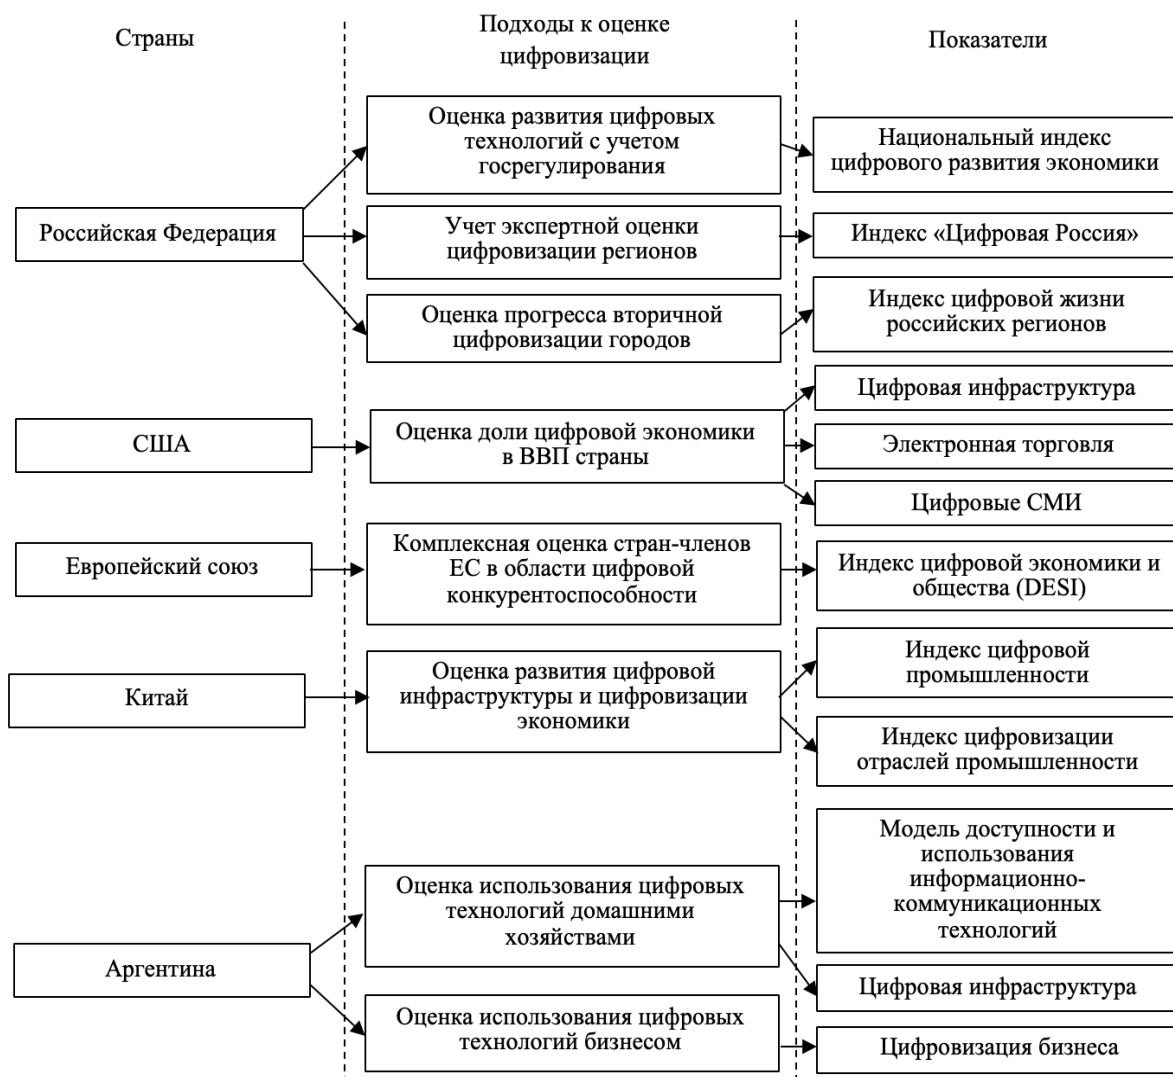 Страны
Подходы к оценке
цифровизации
Показатели
Российская Федерация
Оценка развития цифровых
технологий с учетом
госрегулирования
Национальный индекс
цифрового развития экономики
Учет экспертной оценки
цифровизации регионов
Индекс «Цифровая Россия»
Оценка прогресса вторичной
цифровизации городов
Индекс цифровой жизни
российских регионов
США
Оценка доли цифровой экономики
в ВВП страны
Цифровая инфраструктура
Электронная торговля
Цифровые СМИ
Европейский союз
Комплексная оценка стран-членов
ЕС в области цифровой
конкурентоспособности
Индекс цифровой экономики и
общества (DESI)
Китай
Оценка развития цифровой
инфраструктуры и цифровизации
экономики
Индекс цифровой
промышленности
Индекс цифровизации
отраслей промышленности
Аргентина
Оценка использования цифровых
технологий домашними
хозяйствами
Модель доступности и
использования
информационно-
коммуникационных
технологий
Цифровая инфраструктура
Оценка использования цифровых
технологий бизнесом
Цифровизация бизнеса